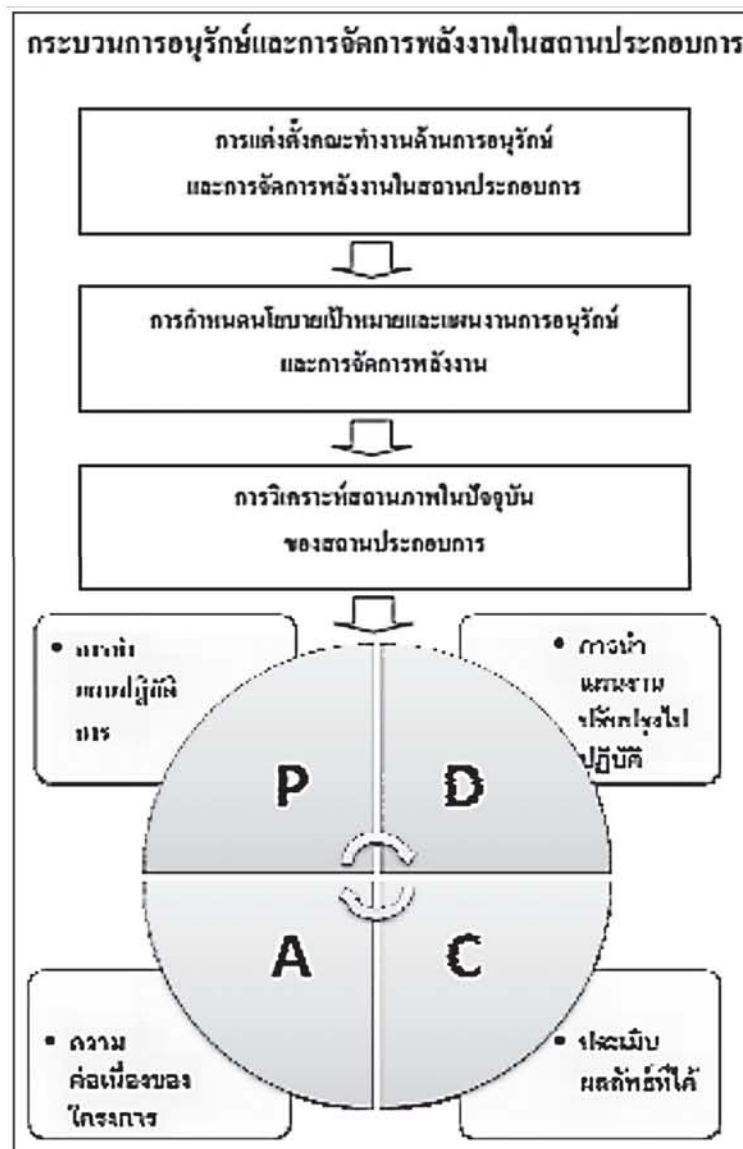 กระบวนการอนุรักษ์และการจัดการพลังงานในสถานประกอบการ
การแต่งตั้งคณะทำงานด้านการอนุรักษ์
และการจัดการพลังงานในสถานประกอบการ
การกำหนดนโยบายเป้าหมายและแผนงานการอนุรักษ์
และการจัดการพลังงาน
การวิเคราะห์สถานภาพในปัจจุบัน
ของสถานประกอบการ
แผนปฏิบัติ
การ
• การนำ
แผนงาน
ปรับปรุงไป
ปฏิบัติ
P
D
A
C
• ความ
ต่อเนื่องของ
โครงการ
• ประเมิน
ผลลัพธ์ที่ได้